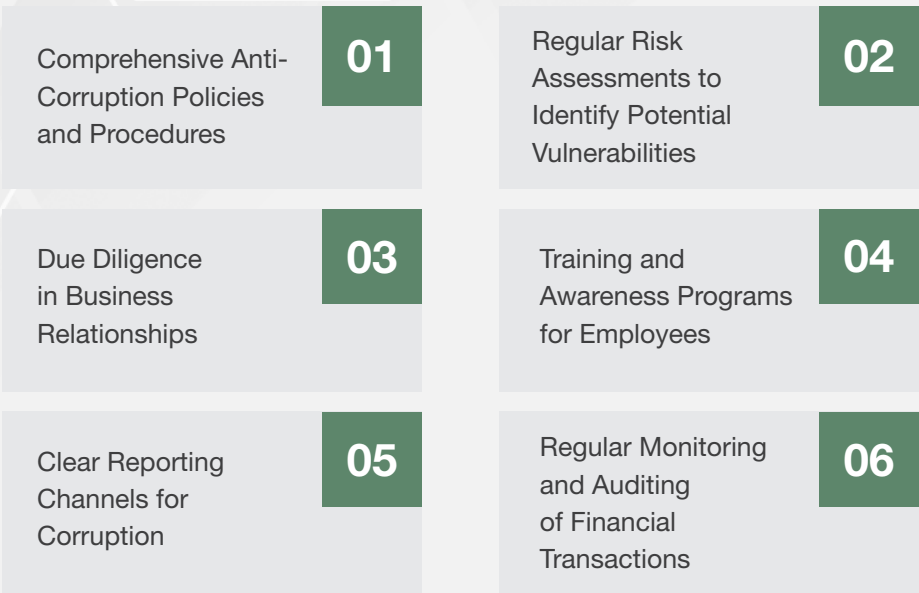 Comprehensive Anti-
Corruption Policies
and Procedures
01
Regular Risk
Assessments to
Identify Potential
Vulnerabilities
02
Due Diligence
in Business
Relationships
03
Training and
Awareness Programs
for Employees
04
Clear Reporting
Channels for
Corruption
05
Regular Monitoring
and Auditing
of Financial
Transactions
06